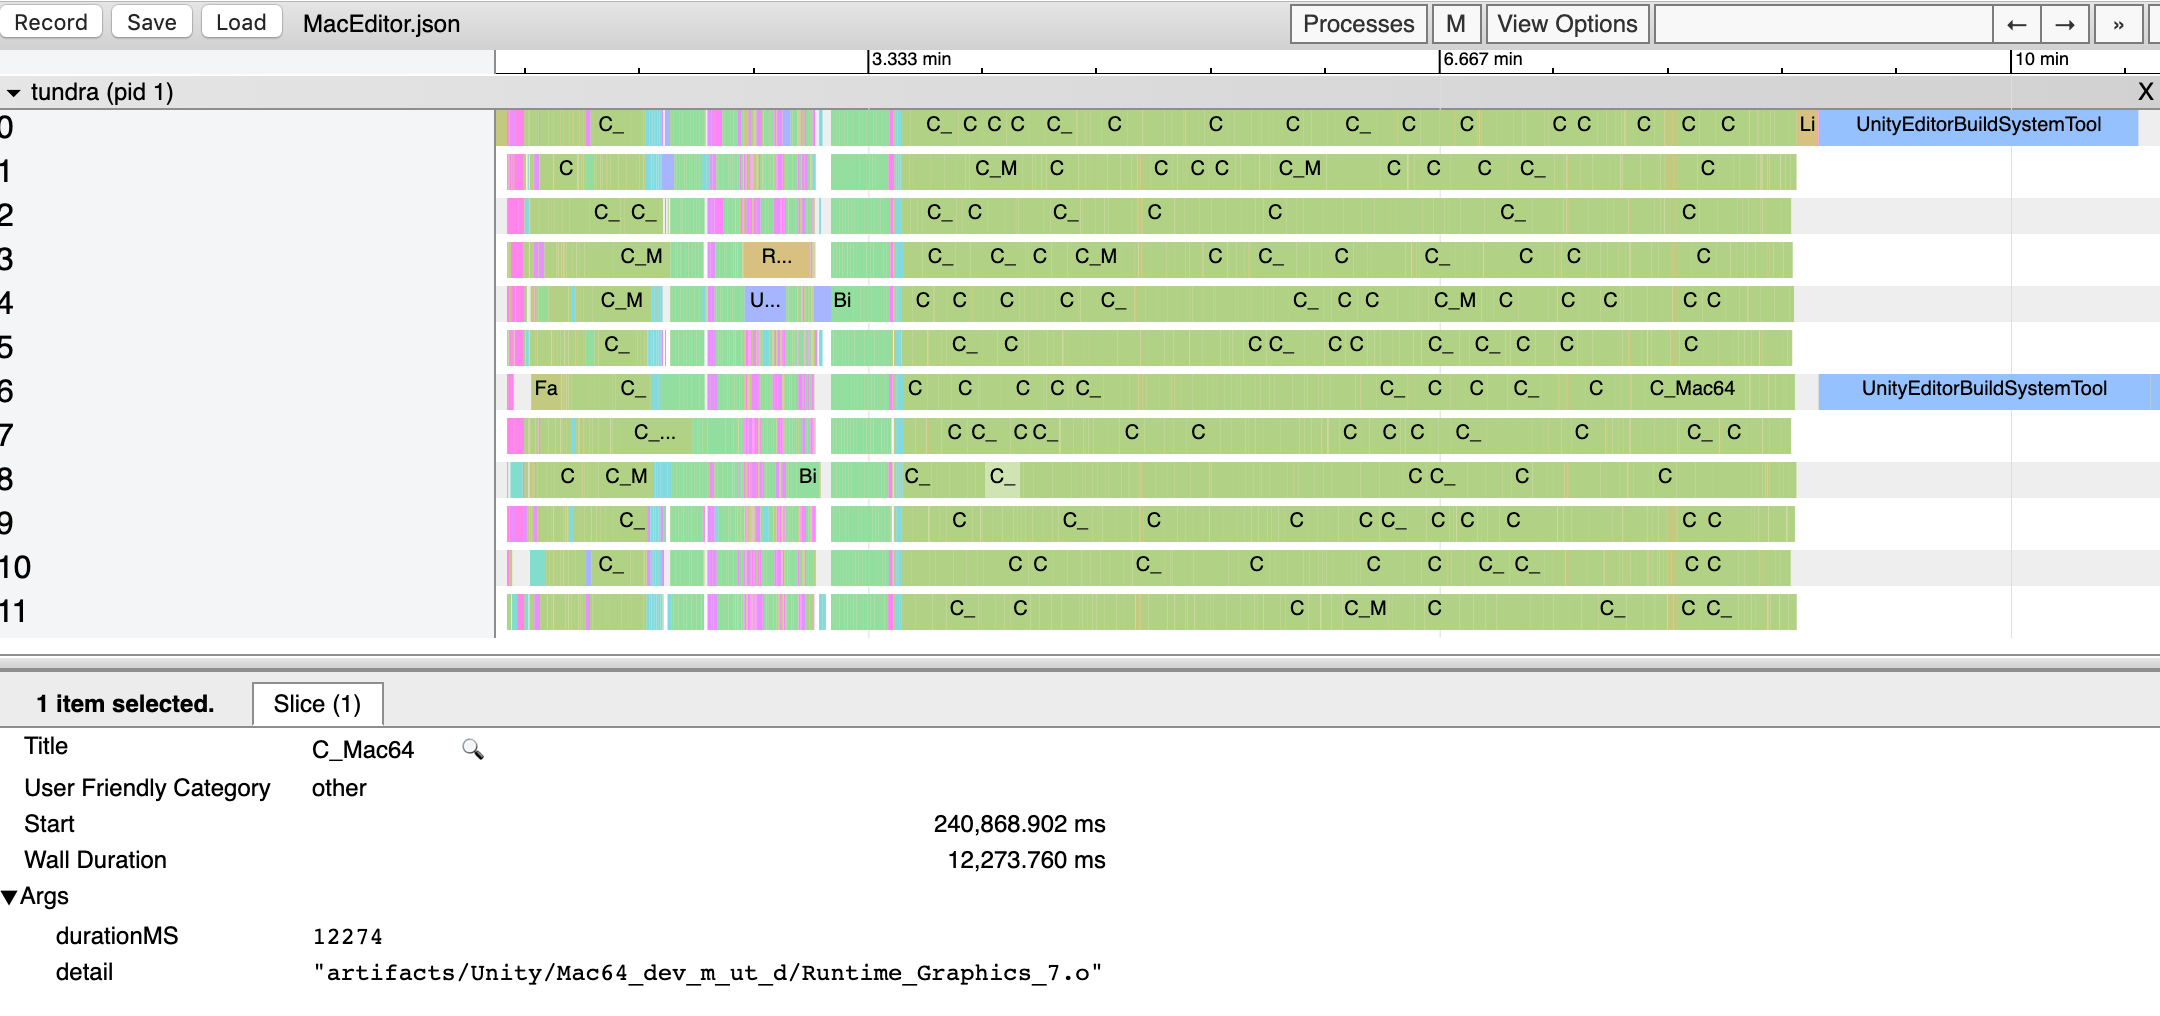 Record Save Load MacEditor.json Processes M View Options ← → »
3.333 min 6.667 min 10 min
tundra (pid 1) X
0 C_ C_ C C C C_ C C C C_ C C C C C C C Li UnityEditorBuildSystemTool
1 C C_M C C C C C_M C C C C_ C
2 C_ C_ C_ C C_ C C C_ C
3 C_M R... C_ C_ C C_M C C_ C C_ C C C
4 C_M U... Bi C C C C C_ C_ C C C_M C C C C C
5 C_ C_ C C C_ C C C_ C_ C C C
6 Fa C_ C C C C C_ C_ C C C_ C C_Mac64 UnityEditorBuildSystemTool
7 C_... C C_ C C_ C C C C C C_ C C_ C
8 C C_M Bi C_ C_ C C_ C C
9 C_ C C_ C C C C_ C C C C C
10 C_ C C C_ C C C C_ C_ C C
11 C_ C C C_M C C_ C C_
1 item selected. Slice (1)
Title C_Mac64
User Friendly Category other
Start 240,868.902 ms
Wall Duration 12,273.760 ms
Args
durationMS 12274
detail "artifacts/Unity/Mac64_dev_m_ut_d/Runtime_Graphics_7.o"